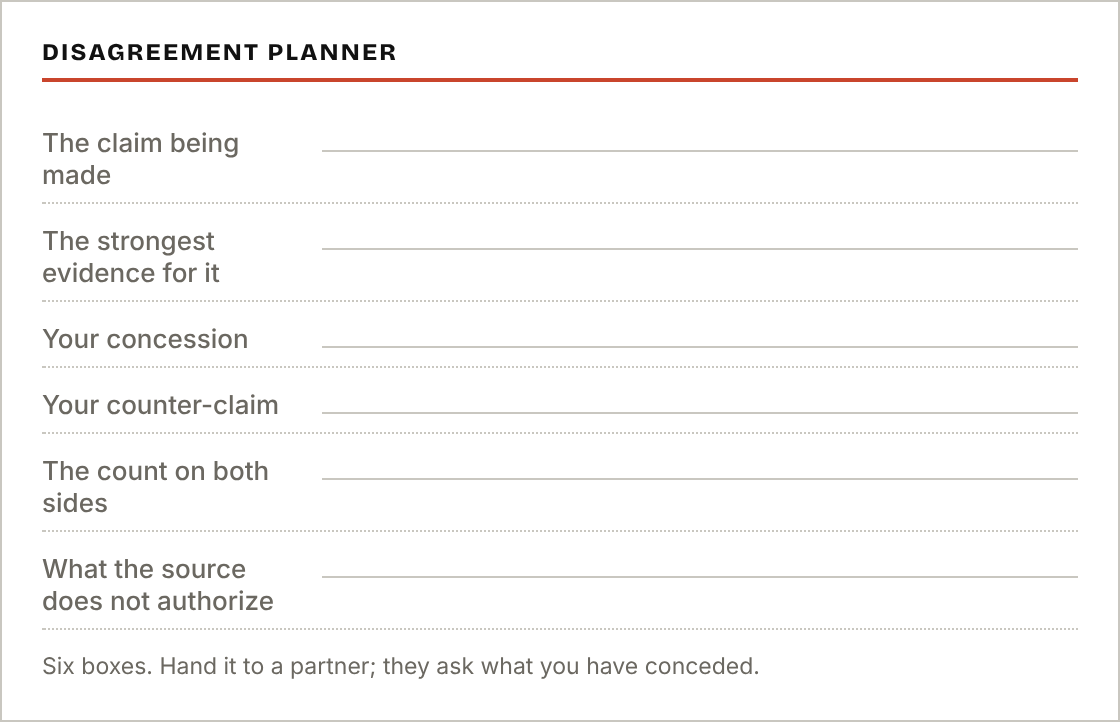 DISAGREEMENT PLANNER
The claim being
made
The strongest
evidence for it
Your concession
Your counter-claim
The count on both
sides
What the source
does not authorize
Six boxes. Hand it to a partner; they ask what you have conceded.